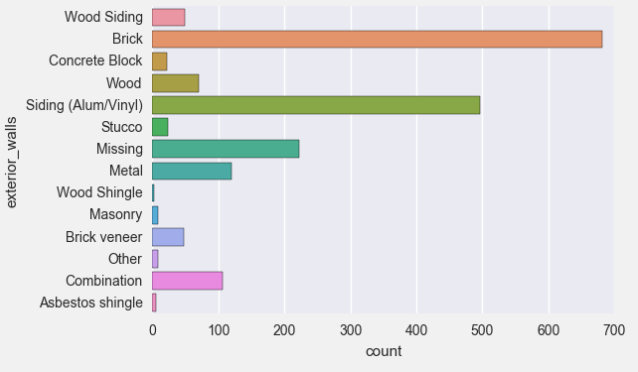 exterior_walls
Wood Siding
Brick
Concrete Block
Wood
Siding (Alum/Vinyl)
Stucco
Missing
Metal
Wood Shingle
Masonry
Brick veneer
Other
Combination
Asbestos shingle
0 100 200 300 400 500 600 700
count